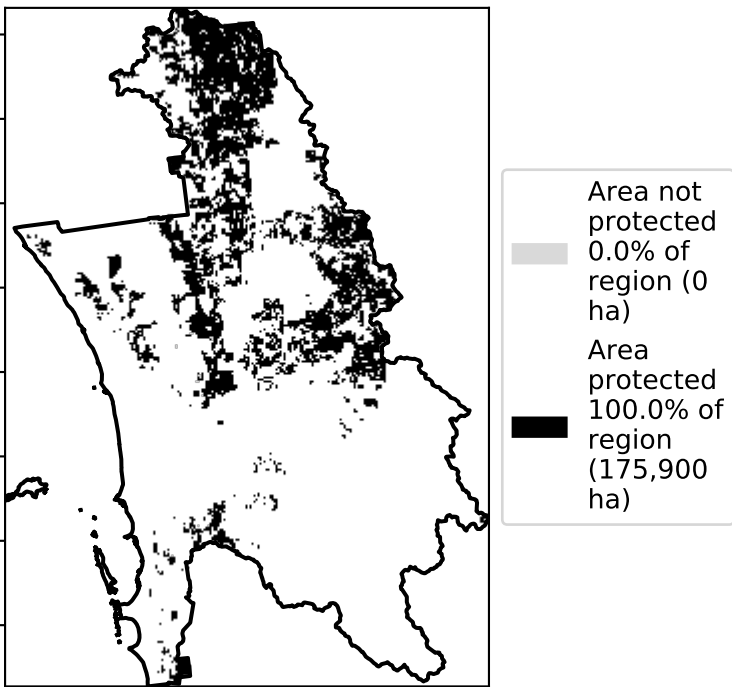 Area not
protected
0.0% of
region (0
ha)
Area
protected
100.0% of
region
(175,900
ha)